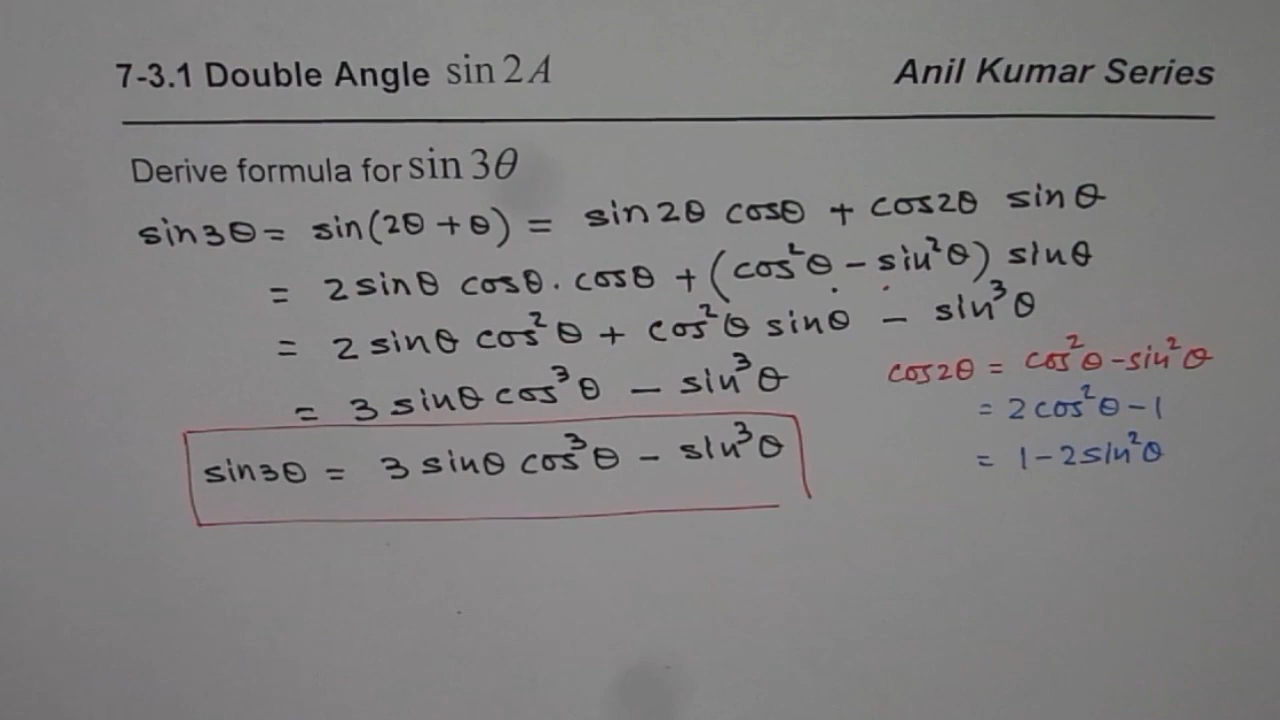 7-3.1 Double Angle sin 2A Anil Kumar Series
Derive formula for sin 3θ
sin3θ = sin(2θ + θ) = sin2θ cosθ + cos2θ sinθ
= 2sinθ cosθ. cosθ + (cos²θ - sin²θ) sinθ
= 2 sinθ cos²θ + cos²θ sinθ - sin³θ
= 3 sinθ cos³θ - sin³θ
sin3θ = 3 sinθ cos³θ - sin³θ
cos2θ = cos²θ - sin²θ
= 2cos²θ - 1
= 1 - 2sin²θ